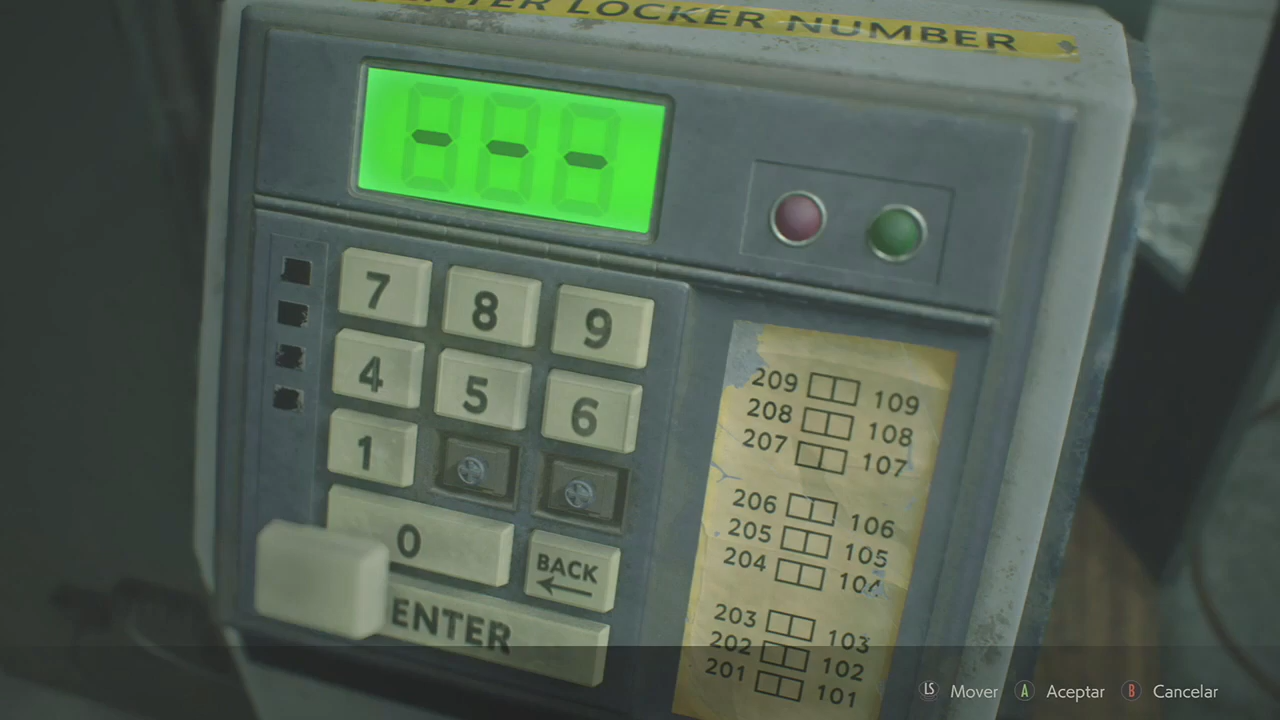 ENTER LOCKER NUMBER
7 8 9
4 5 6
1
0
BACK
ENTER
209 109
208 108
207 107
206 106
205 105
204 104
203 103
202 102
201 101
LS Mover A Aceptar B Cancelar